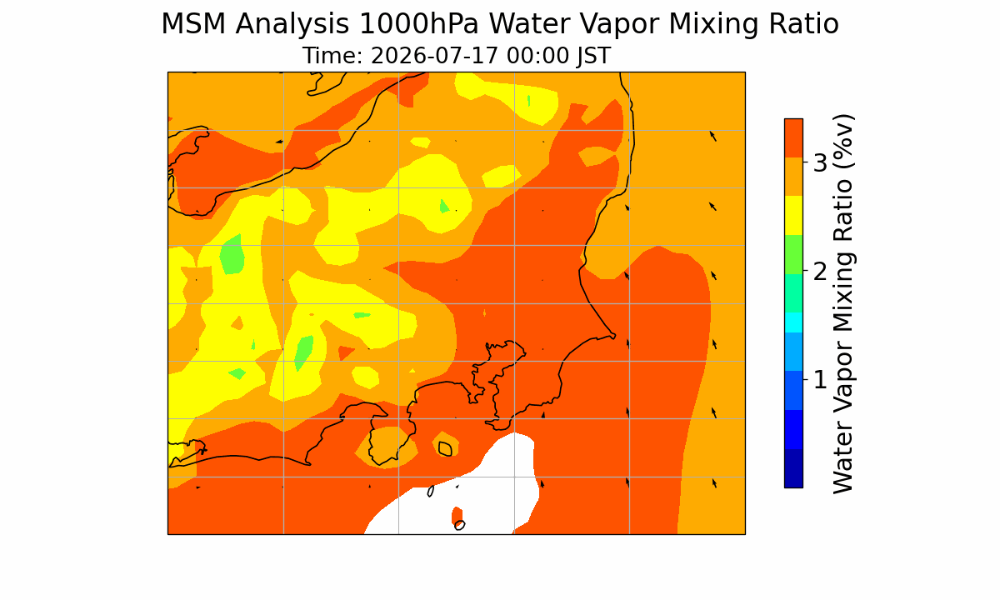 MSM Analysis 1000hPa Water Vapor Mixing Ratio
Time: 2026-07-17 00:00 JST
3
2
1
Water Vapor Mixing Ratio (%v)